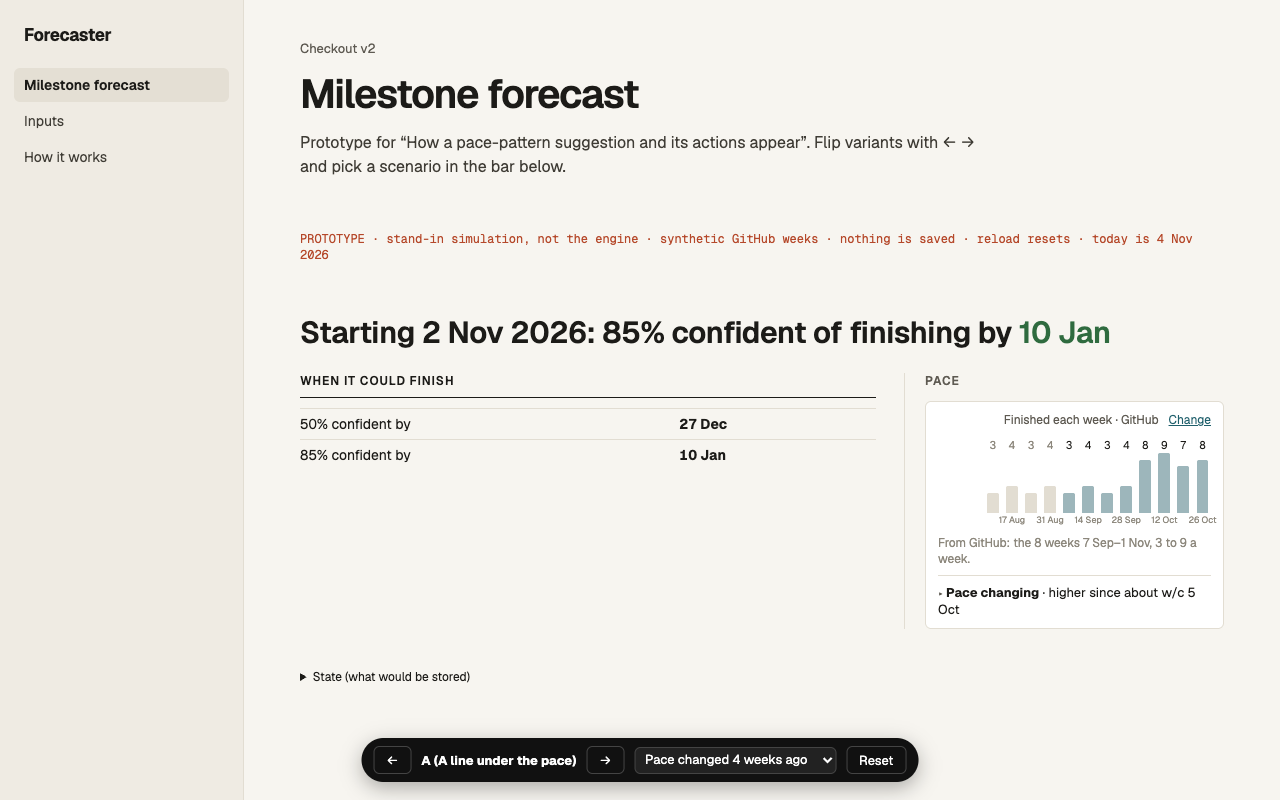 Forecaster
Milestone forecast
Inputs
How it works
Checkout v2
Milestone forecast
Prototype for “How a pace-pattern suggestion and its actions appear”. Flip variants with ← →
and pick a scenario in the bar below.
PROTOTYPE · stand-in simulation, not the engine · synthetic GitHub weeks · nothing is saved · reload resets · today is 4 Nov
2026
Starting 2 Nov 2026: 85% confident of finishing by 10 Jan
WHEN IT COULD FINISH
50% confident by 27 Dec
85% confident by 10 Jan
PACE
Finished each week · GitHub Change
3 4 3 4 3 4 3 4 8 9 7 8
17 Aug 31 Aug 14 Sep 28 Sep 12 Oct 26 Oct
From GitHub: the 8 weeks 7 Sep–1 Nov, 3 to 9 a
week.
▸ Pace changing · higher since about w/c 5
Oct
▶ State (what would be stored)
← A (A line under the pace) → Pace changed 4 weeks ago Reset